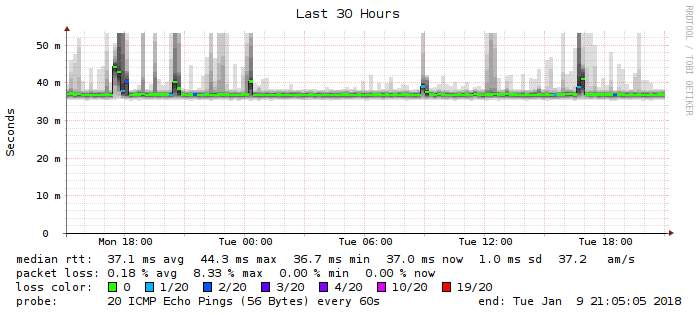 Last 30 Hours
RRDTOOL / TOBI OETIKER
Seconds
50 m
40 m
30 m
20 m
10 m
0
Mon 18:00 Tue 00:00 Tue 06:00 Tue 12:00 Tue 18:00
median rtt: 37.1 ms avg 44.3 ms max 36.7 ms min 37.0 ms now 1.0 ms sd 37.2 am/s
packet loss: 0.18 % avg 8.33 % max 0.00 % min 0.00 % now
loss color: 0 1/20 2/20 3/20 4/20 10/20 19/20
probe: 20 ICMP Echo Pings (56 Bytes) every 60s end: Tue Jan 9 21:05:05 2018